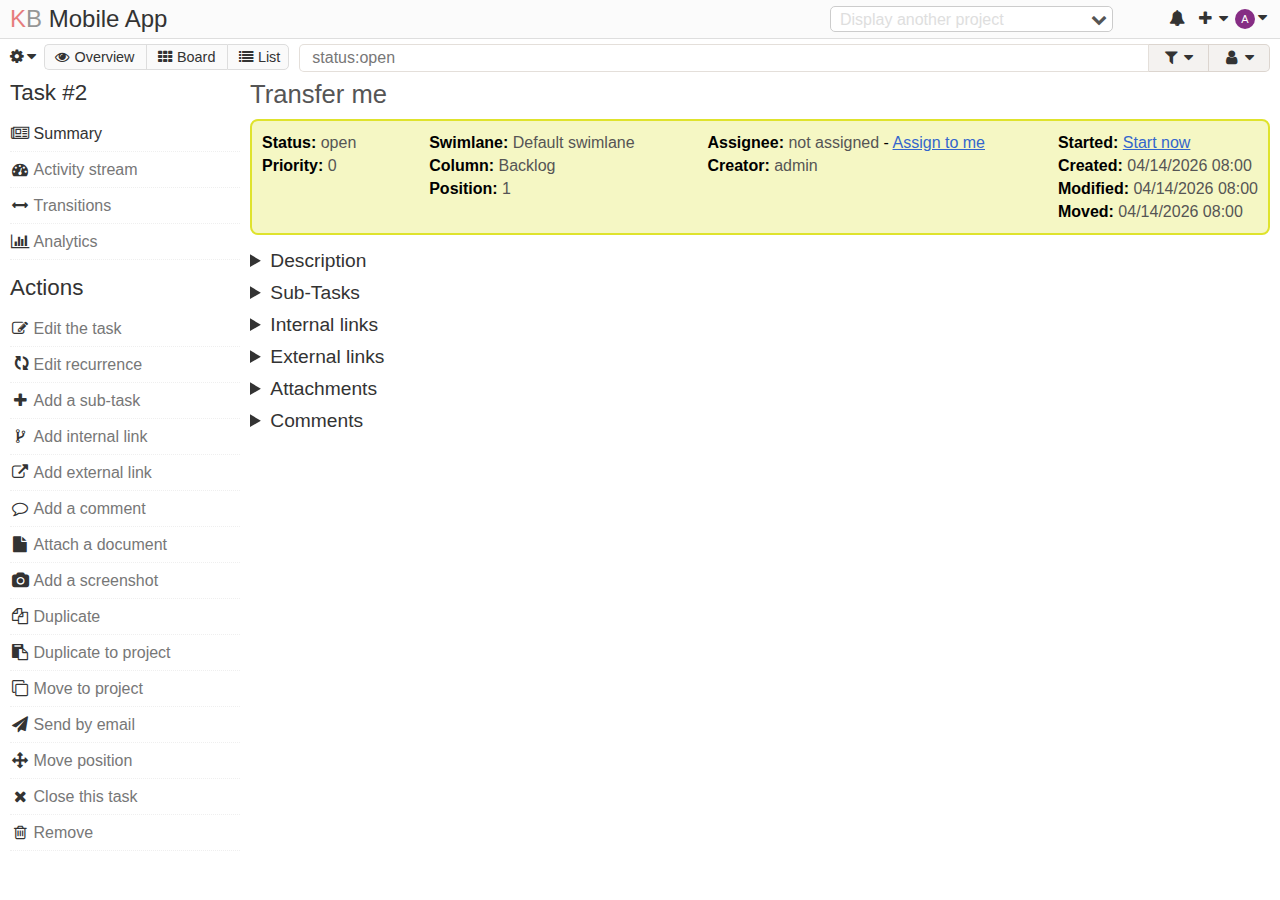 KB Mobile App
Display another project
A
Overview
Board
List
status:open
Task #2
Summary
Activity stream
Transitions
Analytics
Actions
Edit the task
Edit recurrence
Add a sub-task
Add internal link
Add external link
Add a comment
Attach a document
Add a screenshot
Duplicate
Duplicate to project
Move to project
Send by email
Move position
Close this task
Remove
Transfer me
Status: open
Priority: 0
Swimlane: Default swimlane
Column: Backlog
Position: 1
Assignee: not assigned - Assign to me
Creator: admin
Started: Start now
Created: 04/14/2026 08:00
Modified: 04/14/2026 08:00
Moved: 04/14/2026 08:00
Description
Sub-Tasks
Internal links
External links
Attachments
Comments